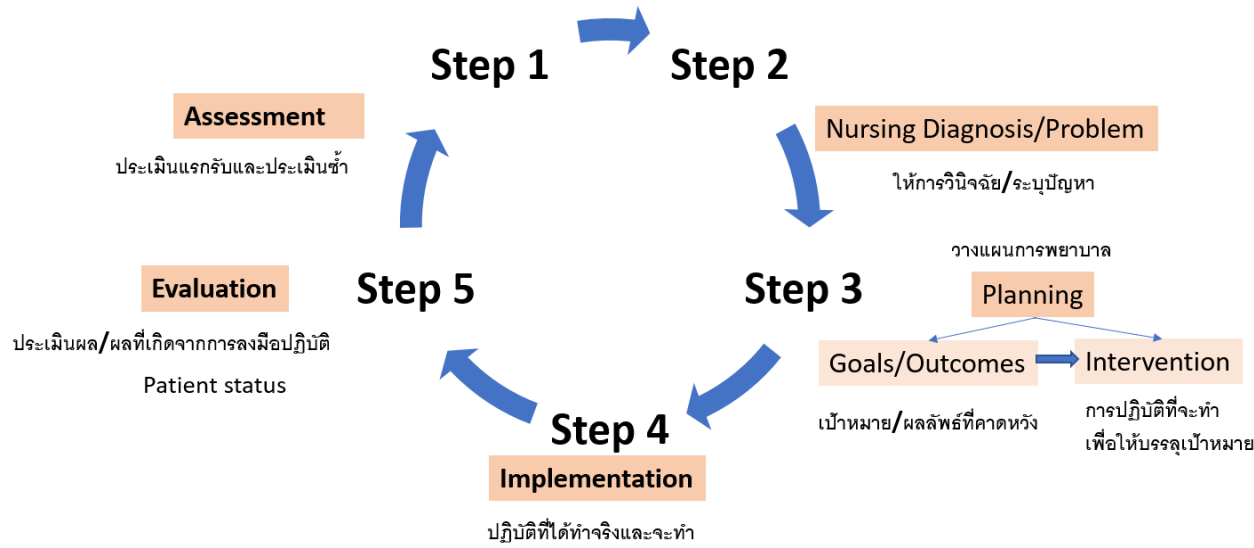 Step 1
Assessment
ประเมินแรกรับและประเมินซ้ำ
Step 2
Nursing Diagnosis/Problem
ให้การวินิจฉัย/ระบุปัญหา
Step 3
วางแผนการพยาบาล
Planning
Goals/Outcomes
เป้าหมาย/ผลลัพธ์ที่คาดหวัง
Intervention
การปฏิบัติที่จะทำ
เพื่อให้บรรลุเป้าหมาย
Step 4
Implementation
ปฏิบัติที่ได้ทำจริงและจะทำ
Step 5
Evaluation
ประเมินผล/ผลที่เกิดจากการลงมือปฏิบัติ
Patient status